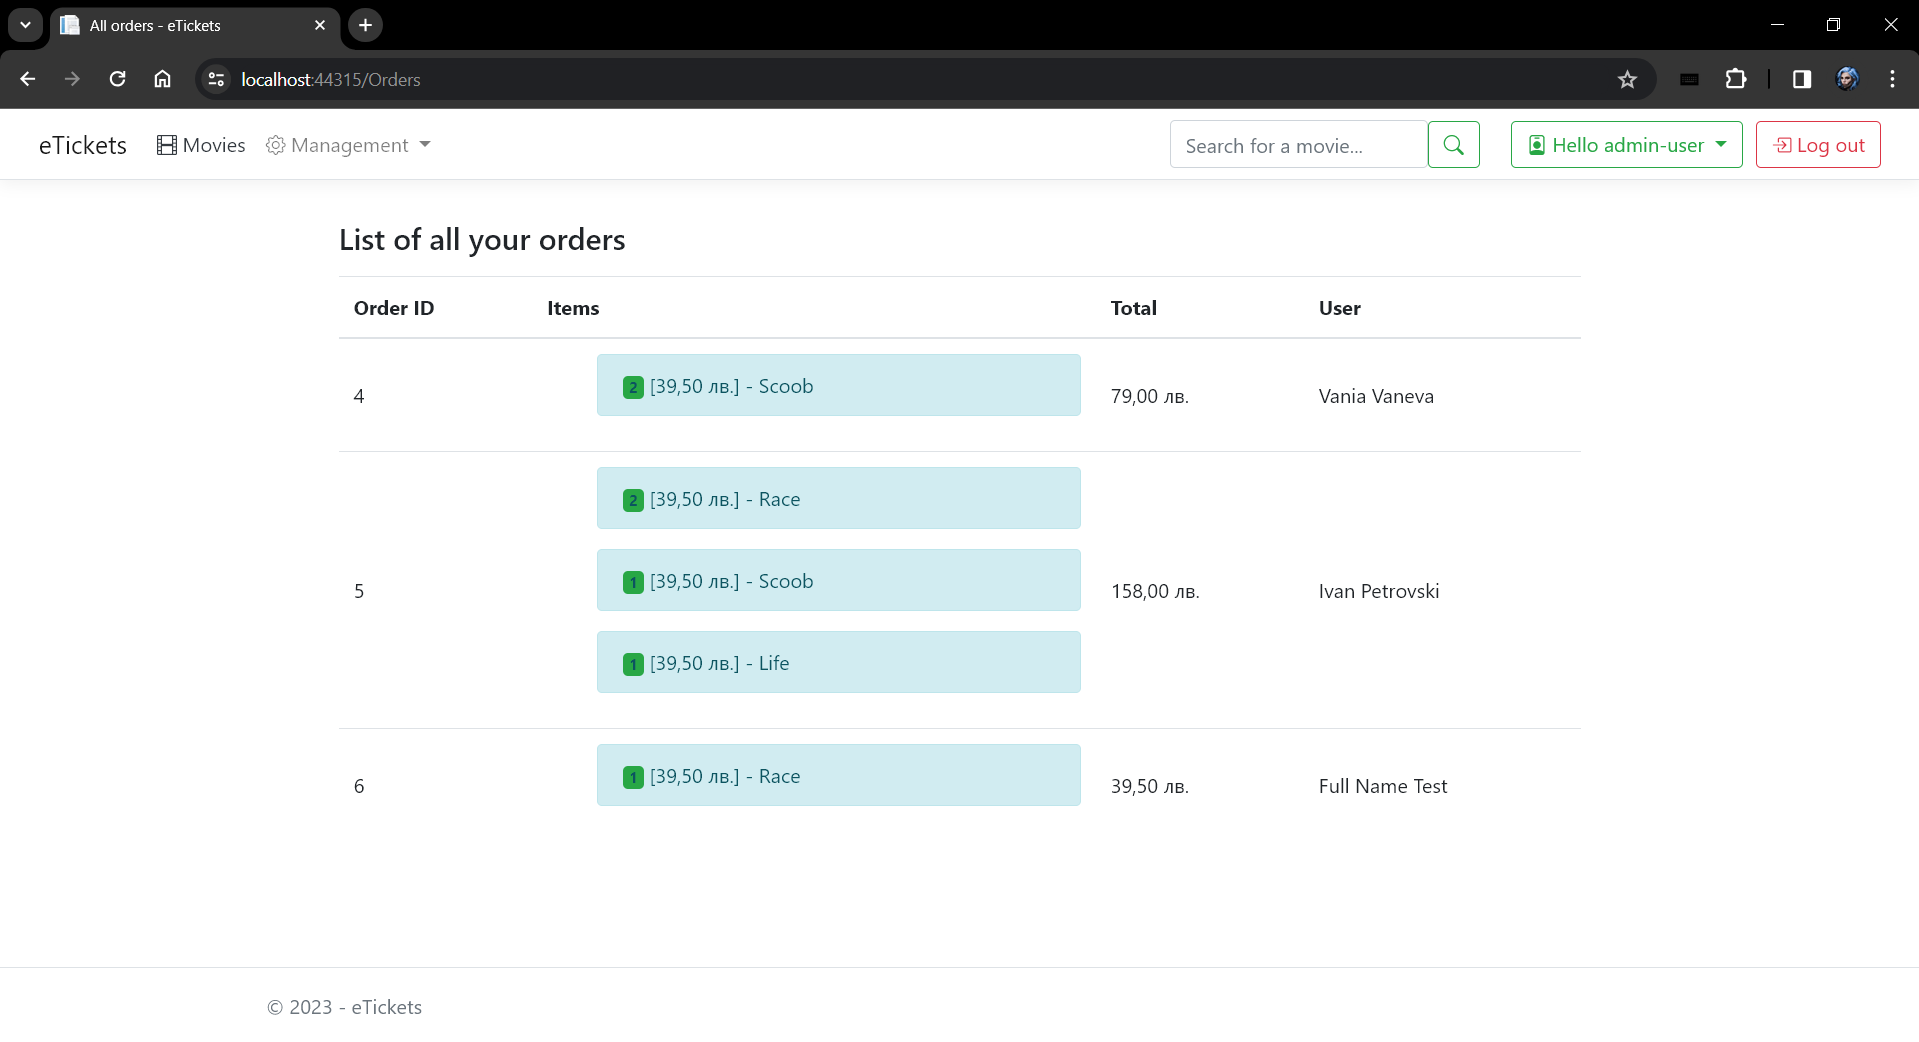 All orders - eTickets
localhost:44315/Orders
eTickets Movies Management Search for a movie... Hello admin-user Log out
List of all your orders
Order ID Items Total User
4 2 [39,50 лв.] - Scoob 79,00 лв. Vania Vaneva
2 [39,50 лв.] - Race
5 1 [39,50 лв.] - Scoob 158,00 лв. Ivan Petrovski
1 [39,50 лв.] - Life
6 1 [39,50 лв.] - Race 39,50 лв. Full Name Test
© 2023 - eTickets